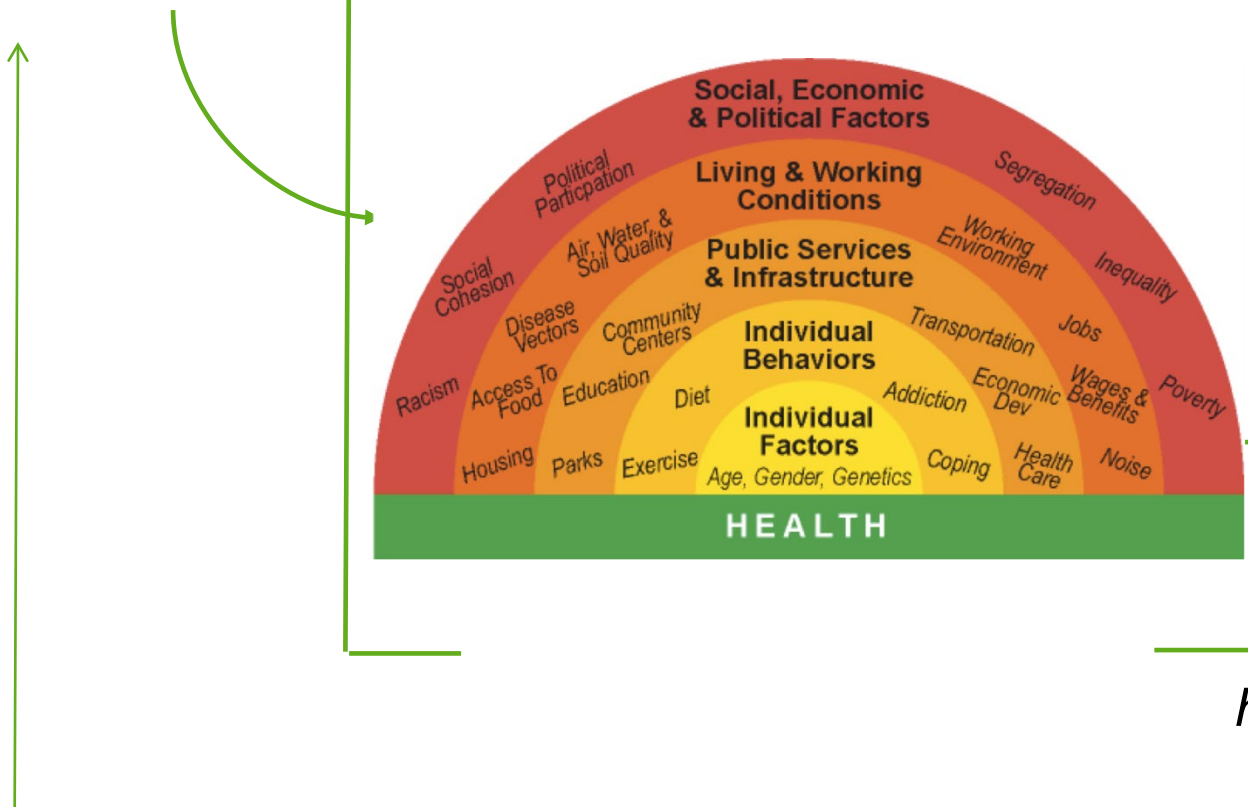 Social, Economic
& Political Factors
Political
Particpation
Segregation
Living & Working
Conditions
Air, Water, &
Soil Quality
Working
Environment
Social
Cohesion
Inequality
Public Services
& Infrastructure
Disease
Vectors
Community
Centers
Transportation
Jobs
Individual
Behaviors
Racism
Access To
Food
Education
Diet
Addiction
Economic
Dev
Wages &
Benefits
Poverty
Individual
Factors
Housing
Parks
Exercise
Age, Gender, Genetics
Coping
Health
Care
Noise
HEALTH
h